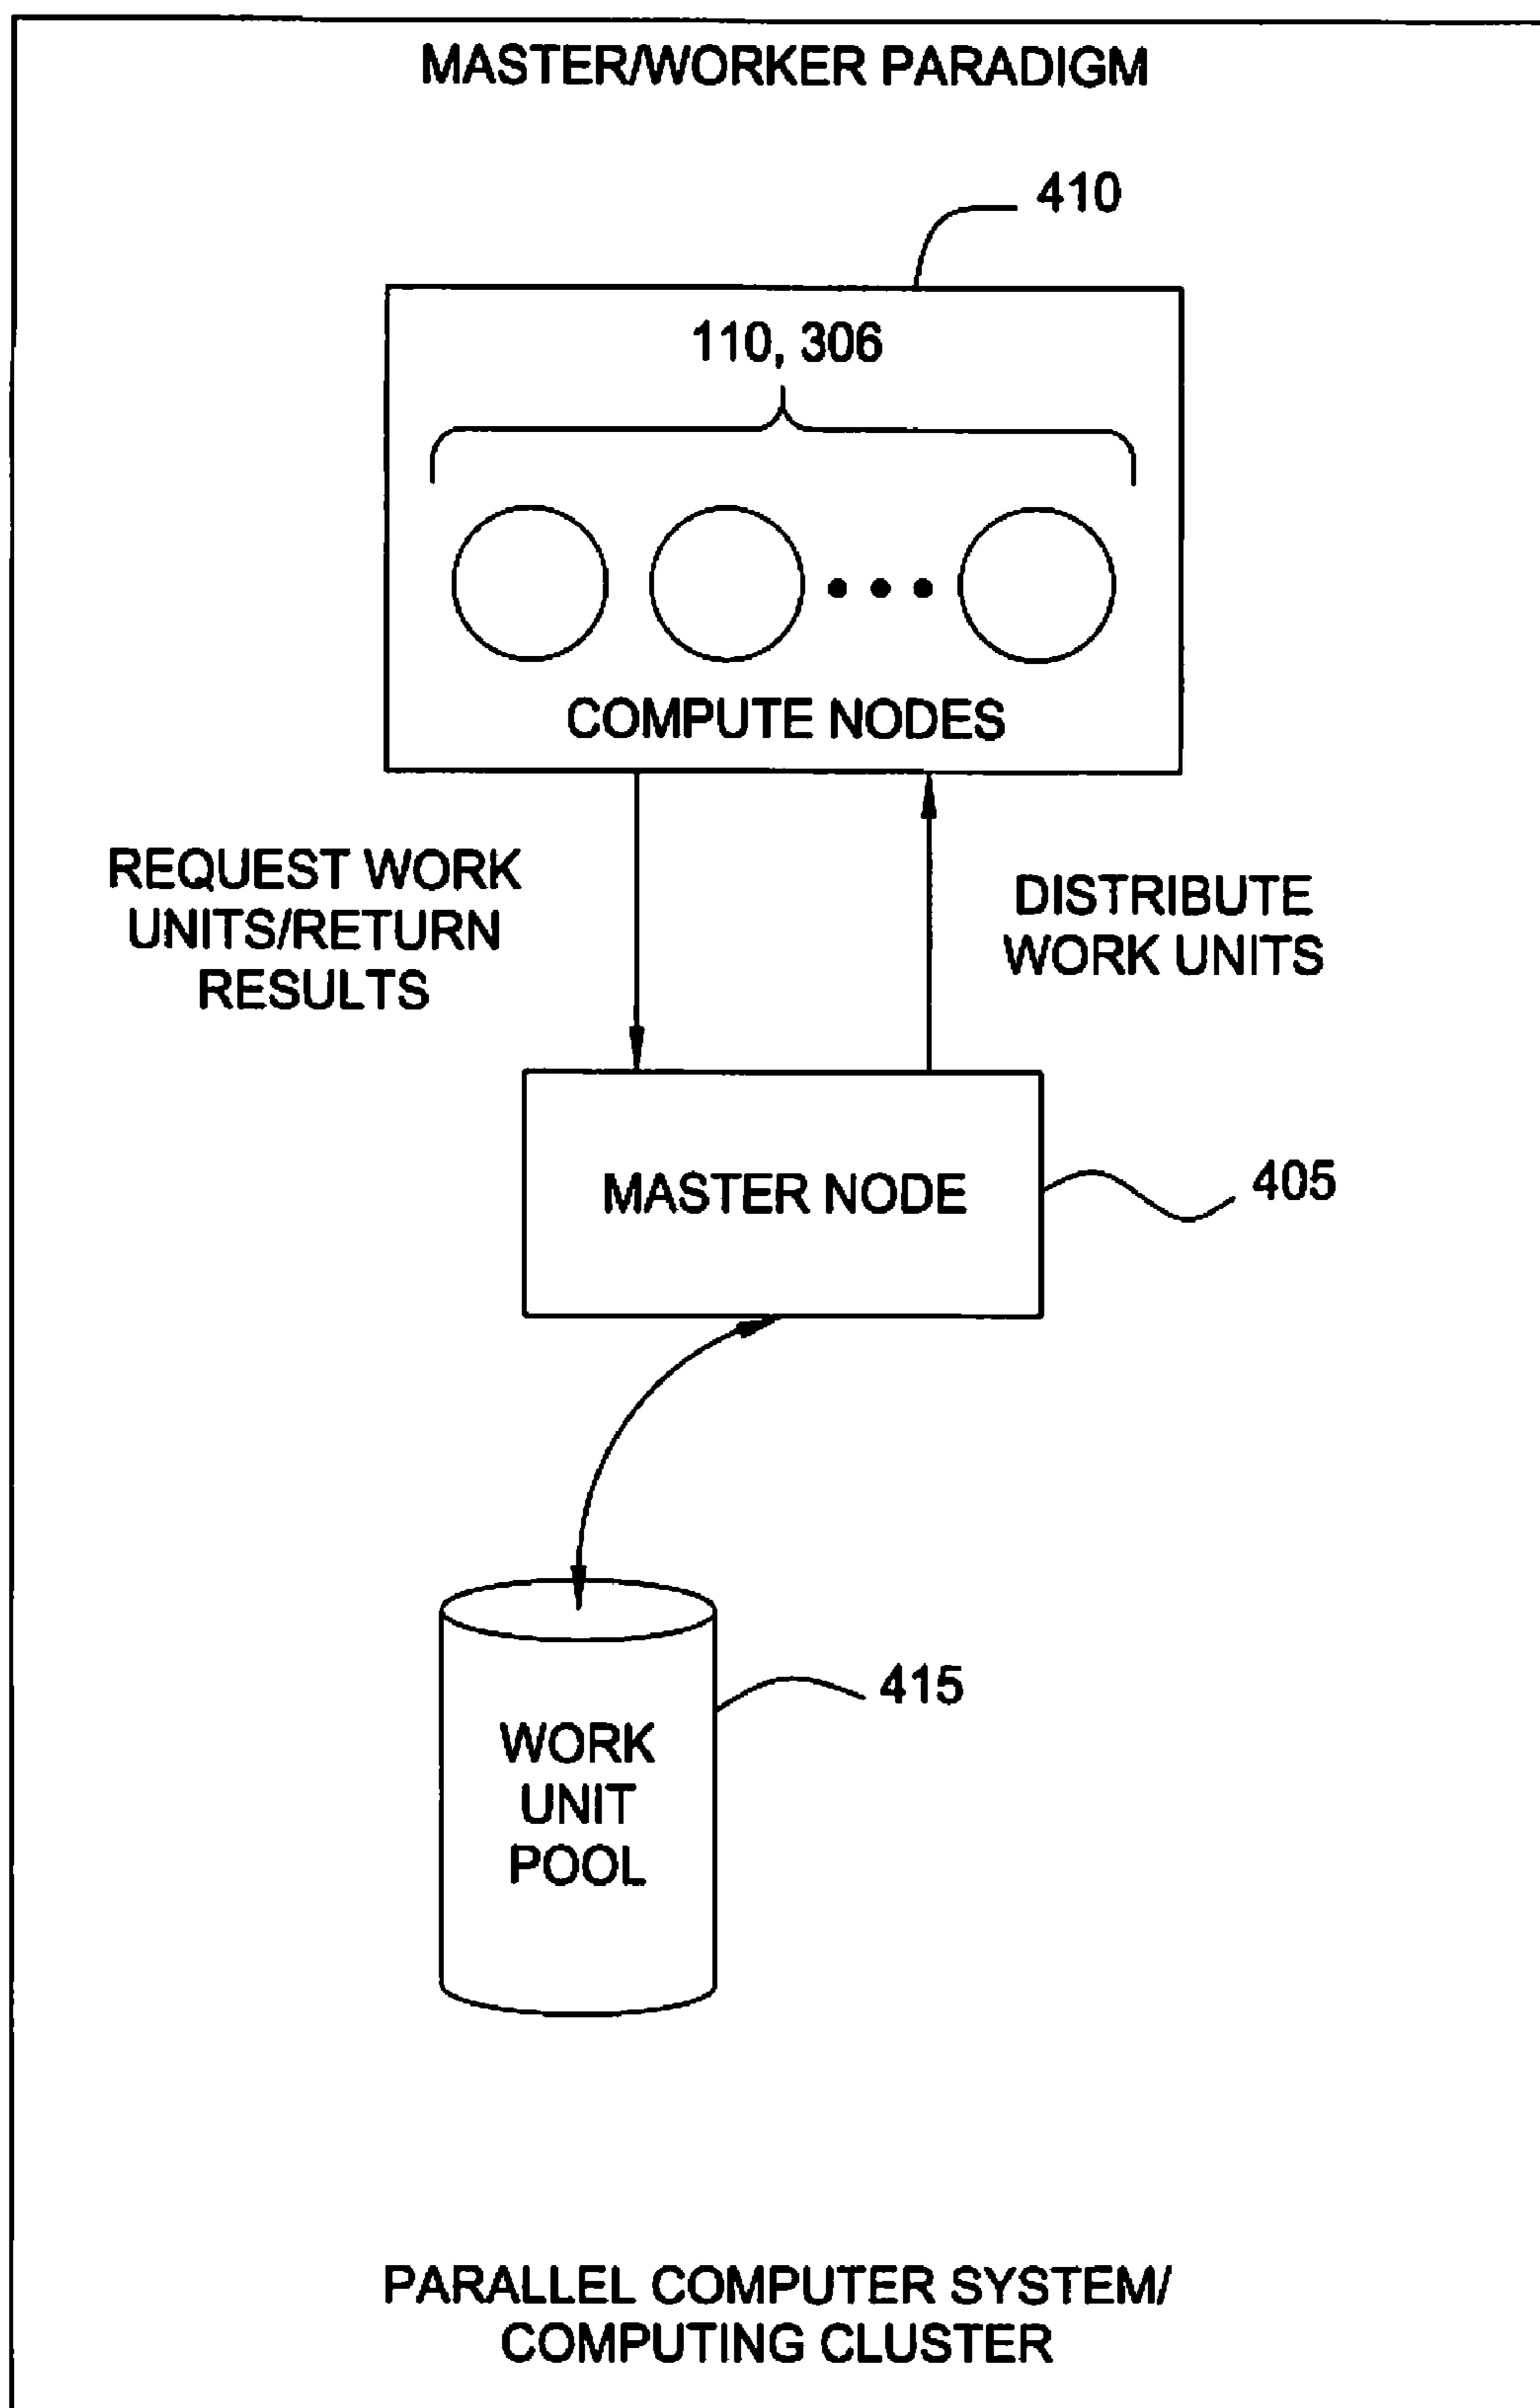 MASTER/WORKER PARADIGM
410
110, 306
COMPUTE NODES
REQUEST WORK
UNITS/RETURN
RESULTS
DISTRIBUTE
WORK UNITS
MASTER NODE
405
415
WORK
UNIT
POOL
PARALLEL COMPUTER SYSTEM/
COMPUTING CLUSTER